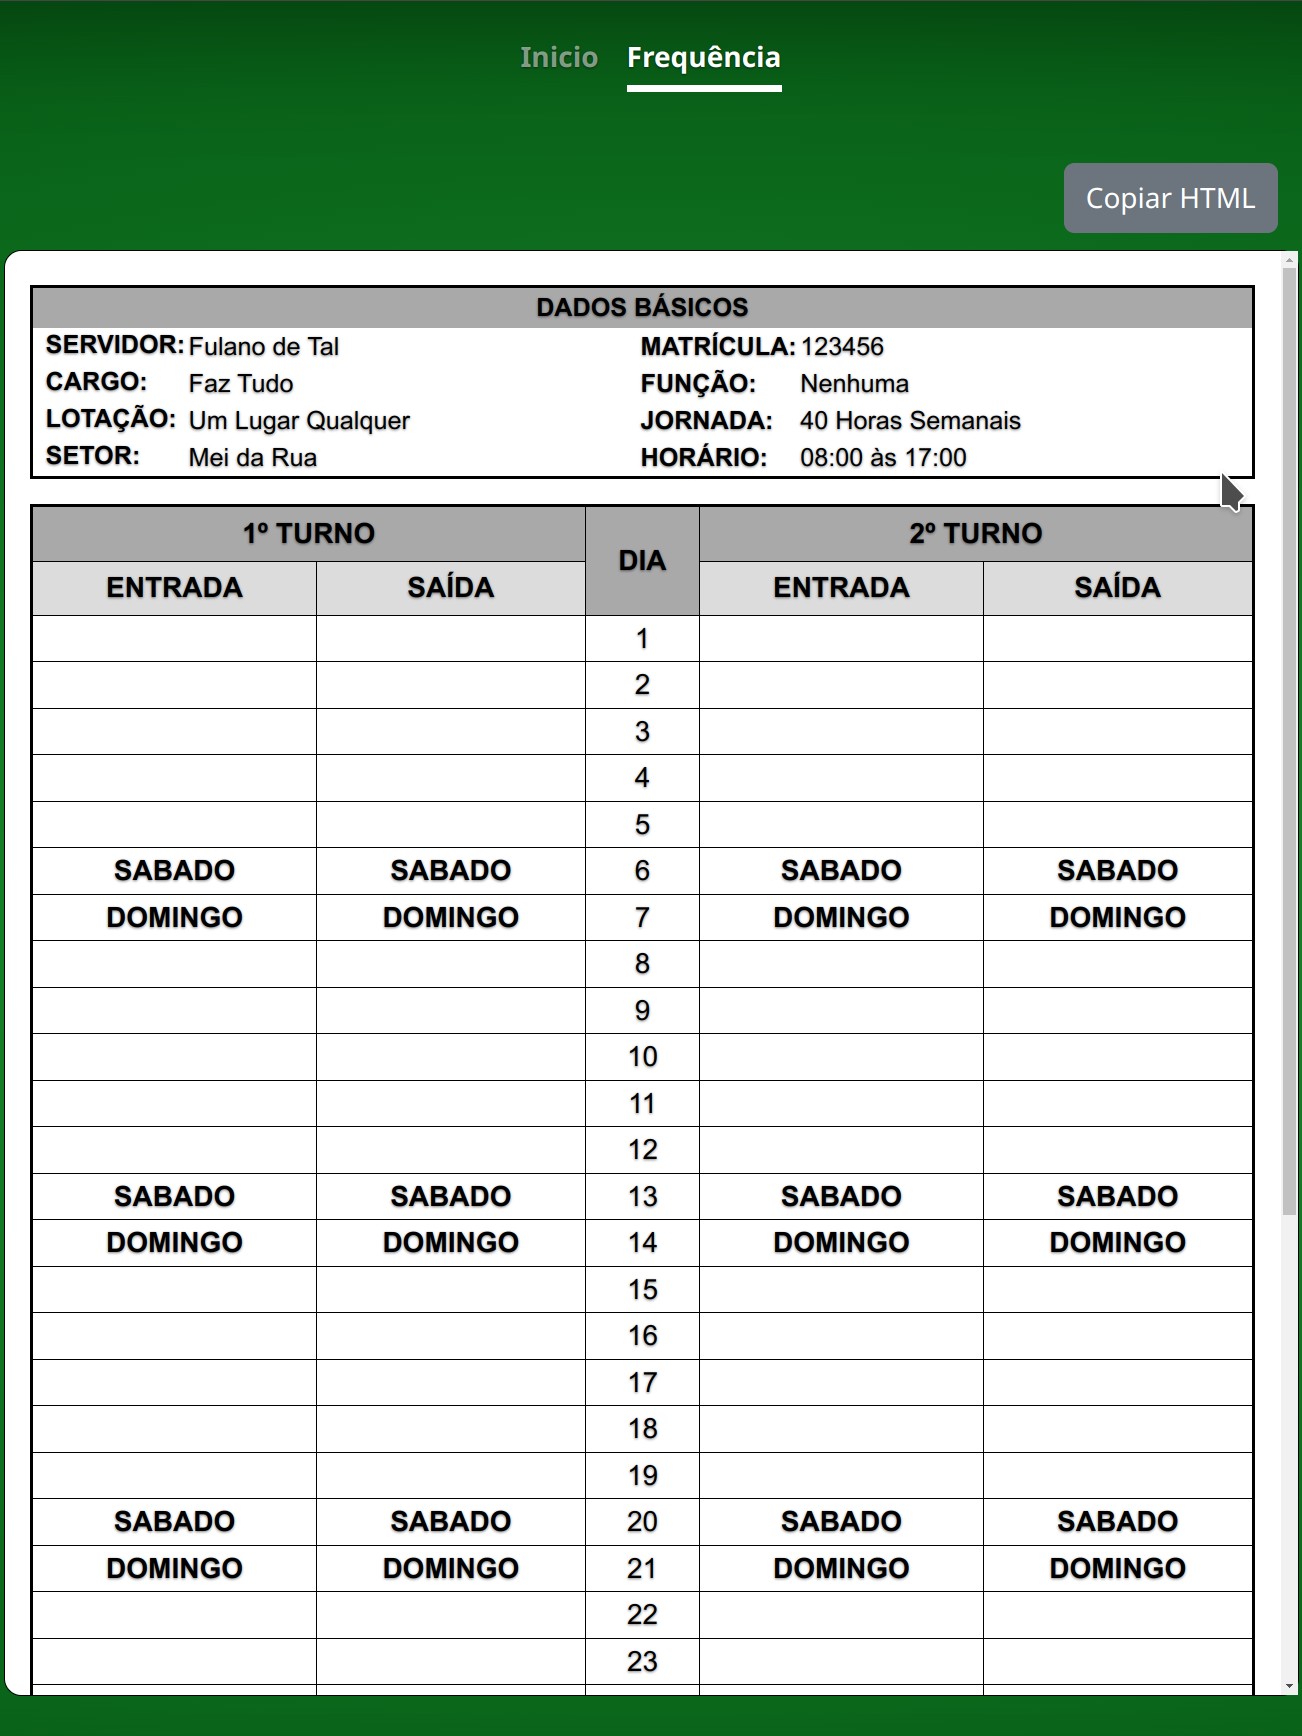 Inicio Frequência
Copiar HTML
DADOS BÁSICOS
SERVIDOR: Fulano de Tal MATRÍCULA: 123456
CARGO: Faz Tudo FUNÇÃO: Nenhuma
LOTAÇÃO: Um Lugar Qualquer JORNADA: 40 Horas Semanais
SETOR: Mei da Rua HORÁRIO: 08:00 às 17:00
1º TURNO DIA 2º TURNO
ENTRADA SAÍDA ENTRADA SAÍDA
1
2
3
4
5
SABADO SABADO 6 SABADO SABADO
DOMINGO DOMINGO 7 DOMINGO DOMINGO
8
9
10
11
12
SABADO SABADO 13 SABADO SABADO
DOMINGO DOMINGO 14 DOMINGO DOMINGO
15
16
17
18
19
SABADO SABADO 20 SABADO SABADO
DOMINGO DOMINGO 21 DOMINGO DOMINGO
22
23